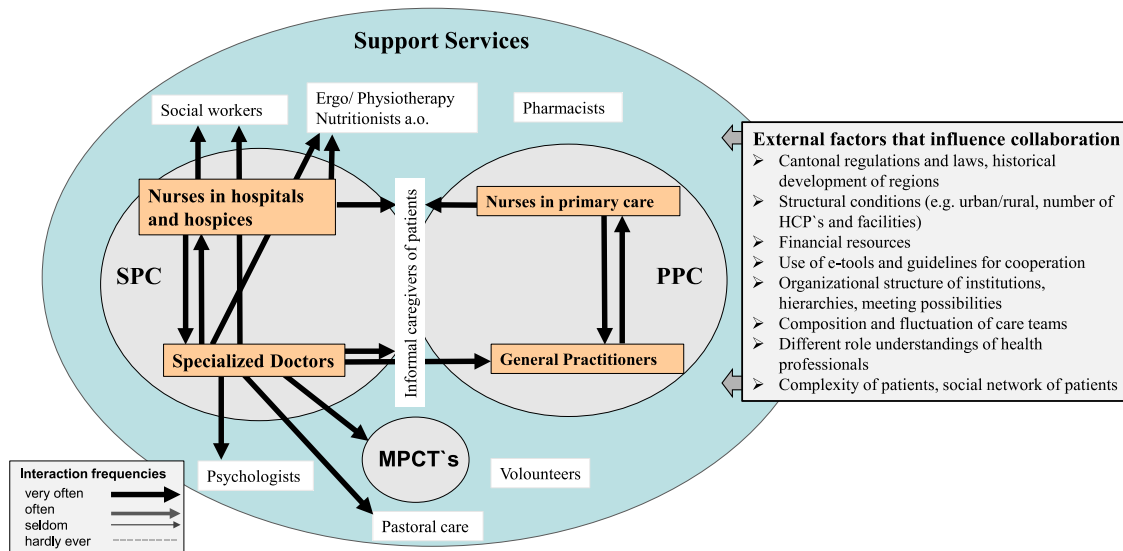 Support Services
Social workers
Ergo/ Physiotherapy
Nutritionists a.o.
Pharmacists
Nurses in hospitals
and hospices
Nurses in primary care
SPC
PPC
Informal caregivers of patients
Specialized Doctors
General Practitioners
MPCT`s
Psychologists
Volounteers
Pastoral care
External factors that influence collaboration
➢ Cantonal regulations and laws, historical
development of regions
➢ Structural conditions (e.g. urban/rural, number of
HCP`s and facilities)
➢ Financial resources
➢ Use of e-tools and guidelines for cooperation
➢ Organizational structure of institutions,
hierarchies, meeting possibilities
➢ Composition and fluctuation of care teams
➢ Different role understandings of health
professionals
➢ Complexity of patients, social network of patients
Interaction frequencies
very often
often
seldom
hardly ever